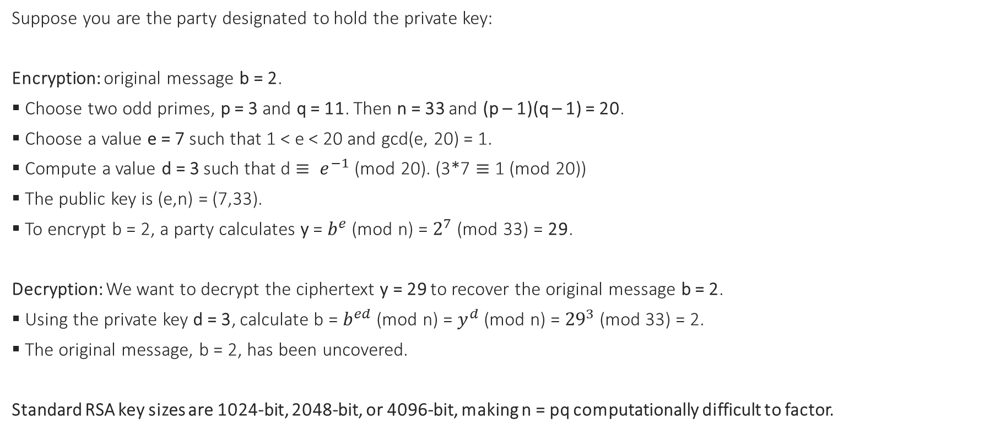 Suppose you are the party designated to hold the private key:
Encryption: original message b = 2.
▪ Choose two odd primes, p = 3 and q = 11. Then n = 33 and (p – 1)(q – 1) = 20.
▪ Choose a value e = 7 such that 1 < e < 20 and gcd(e, 20) = 1.
▪ Compute a value d = 3 such that d ≡ e⁻¹ (mod 20). (3*7 ≡ 1 (mod 20))
▪ The public key is (e,n) = (7,33).
▪ To encrypt b = 2, a party calculates y = bᵉ (mod n) = 2⁷ (mod 33) = 29.
Decryption: We want to decrypt the ciphertext y = 29 to recover the original message b = 2.
▪ Using the private key d = 3, calculate b = bᵉᵈ (mod n) = yᵈ (mod n) = 29³ (mod 33) = 2.
▪ The original message, b = 2, has been uncovered.
Standard RSA key sizes are 1024-bit, 2048-bit, or 4096-bit, making n = pq computationally difficult to factor.